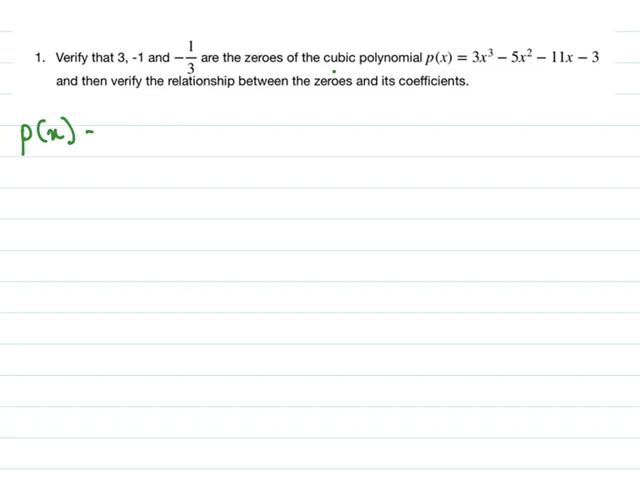 1. Verify that 3, -1 and −1/3 are the zeroes of the cubic polynomial p(x) = 3x³ − 5x² − 11x − 3
and then verify the relationship between the zeroes and its coefficients.
p(x) -